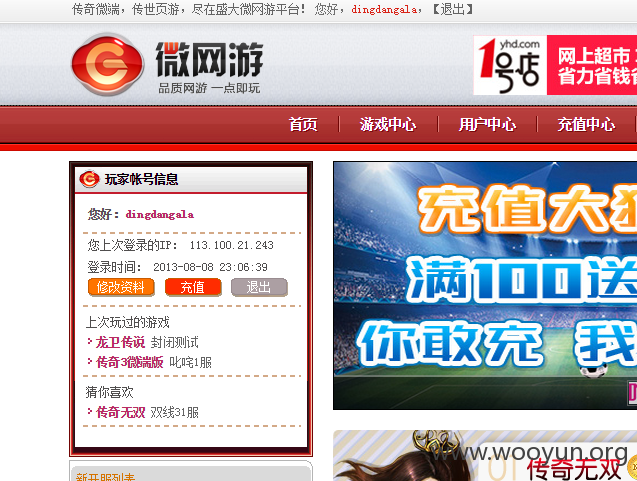 传奇微端，传世页游，尽在盛大微网游平台！ 您好，dingdangala，【退出】
微网游
品质网游 一点即玩
yhd.com
1号店
网上超市
省力省钱省
首页 游戏中心 用户中心 充值中心
玩家帐号信息
您好：dingdangala
您上次登录的IP： 113.100.21.243
登录时间： 2013-08-08 23:06:39
修改资料 充值 退出
上次玩过的游戏
龙卫传说 封闭测试
传奇3微端版 叱咤1服
猜你喜欢
传奇无双 双线31服
新开服列表
充值大
满100送
你敢充 我
www.wooyun.org
01 传奇无双